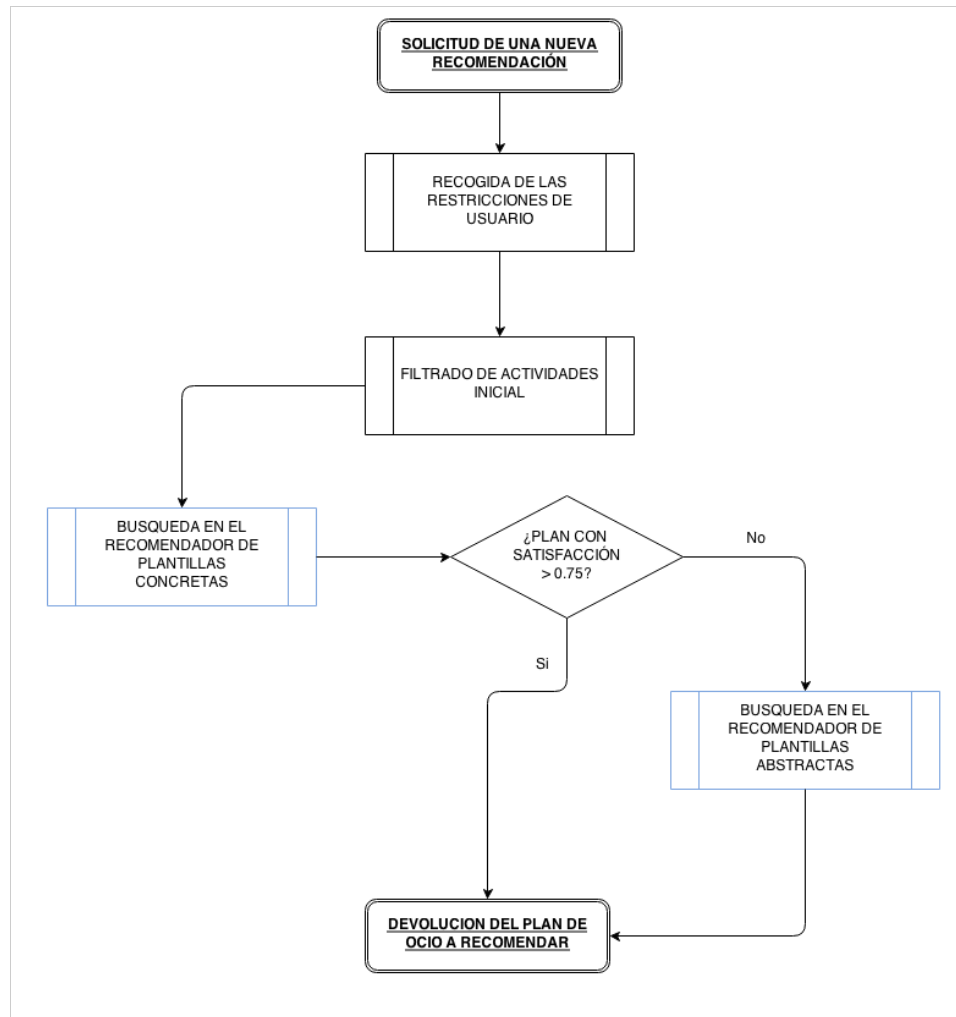 SOLICITUD DE UNA NUEVA
RECOMENDACIÓN
RECOGIDA DE LAS
RESTRICCIONES DE
USUARIO
FILTRADO DE ACTIVIDADES
INICIAL
BUSQUEDA EN EL
RECOMENDADOR DE
PLANTILLAS
CONCRETAS
¿PLAN CON
SATISFACCIÓN
> 0.75?
No
Si
BUSQUEDA EN EL
RECOMENDADOR DE
PLANTILLAS
ABSTRACTAS
DEVOLUCION DEL PLAN DE
OCIO A RECOMENDAR